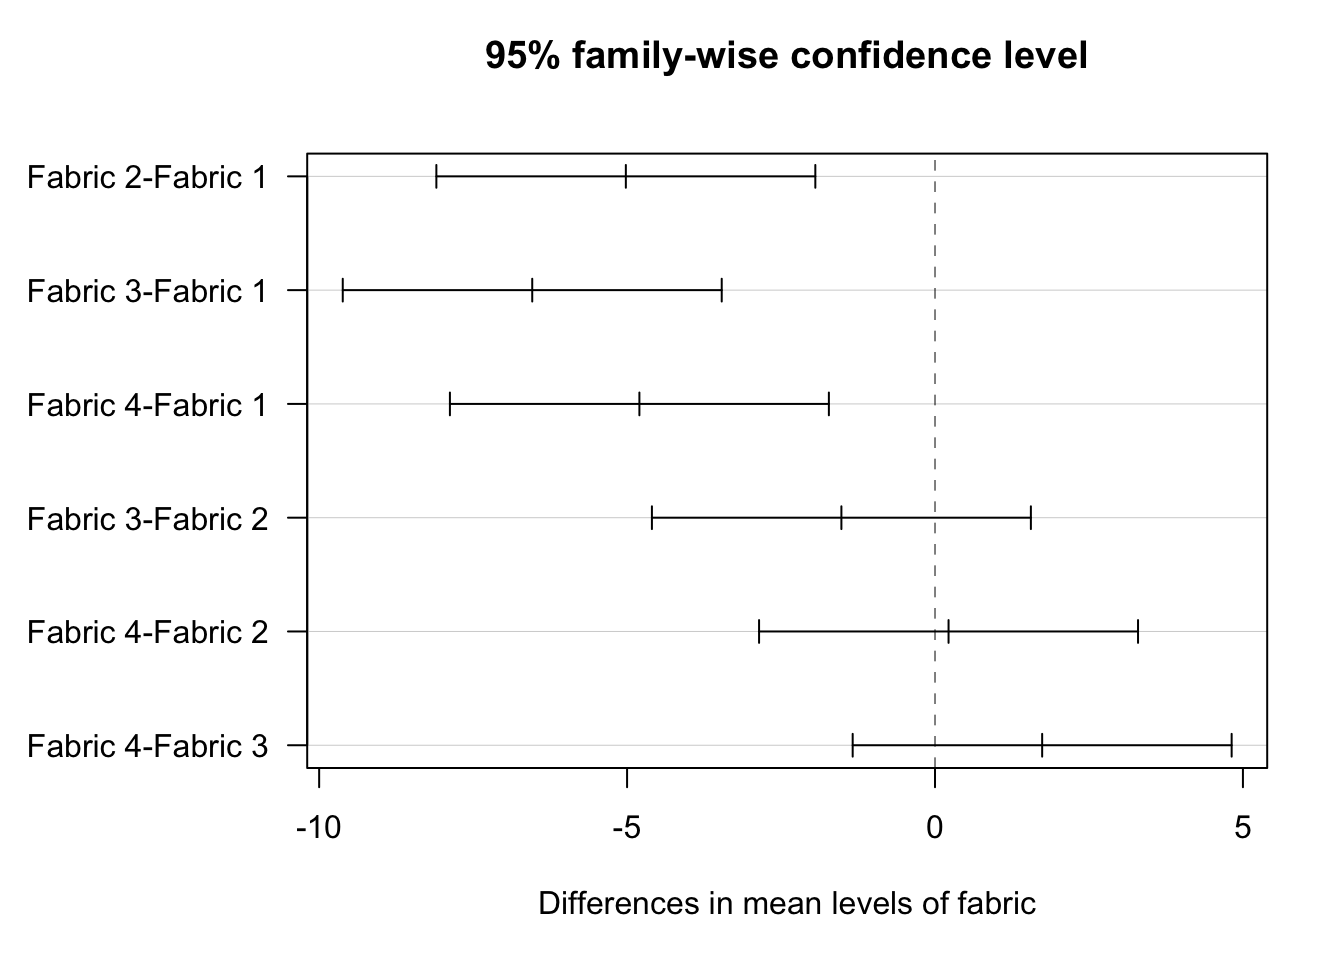 95% family-wise confidence level
Fabric 2-Fabric 1
Fabric 3-Fabric 1
Fabric 4-Fabric 1
Fabric 3-Fabric 2
Fabric 4-Fabric 2
Fabric 4-Fabric 3
-10 -5 0 5
Differences in mean levels of fabric